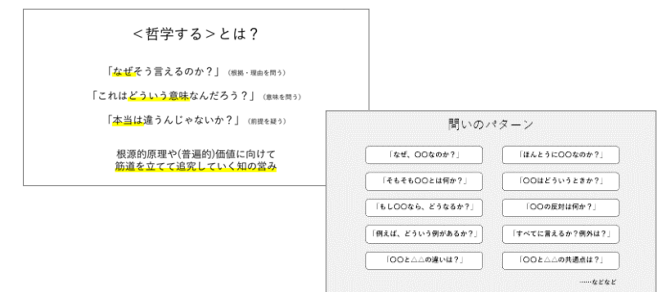 ＜哲学する＞とは？
「なぜそう言えるのか？」（根拠・理由を問う）
「これはどういう意味なんだろう？」（意味を問う）
「本当は違うんじゃないか？」（前提を疑う）
根源的原理や(普遍的)価値に向けて
筋道を立てて追究していく知の営み
問いのパターン
「なぜ、〇〇なのか？」
「ほんとうに〇〇なのか？」
「そもそも〇〇とは何か？」
「〇〇はどういうときか？」
「もし〇〇なら、どうなるか？」
「〇〇の反対は何か？」
「例えば、どういう例があるか？」
「すべてに言えるか？例外は？」
「〇〇と△△の違いは？」
「〇〇と△△の共通点は？」
……などなど